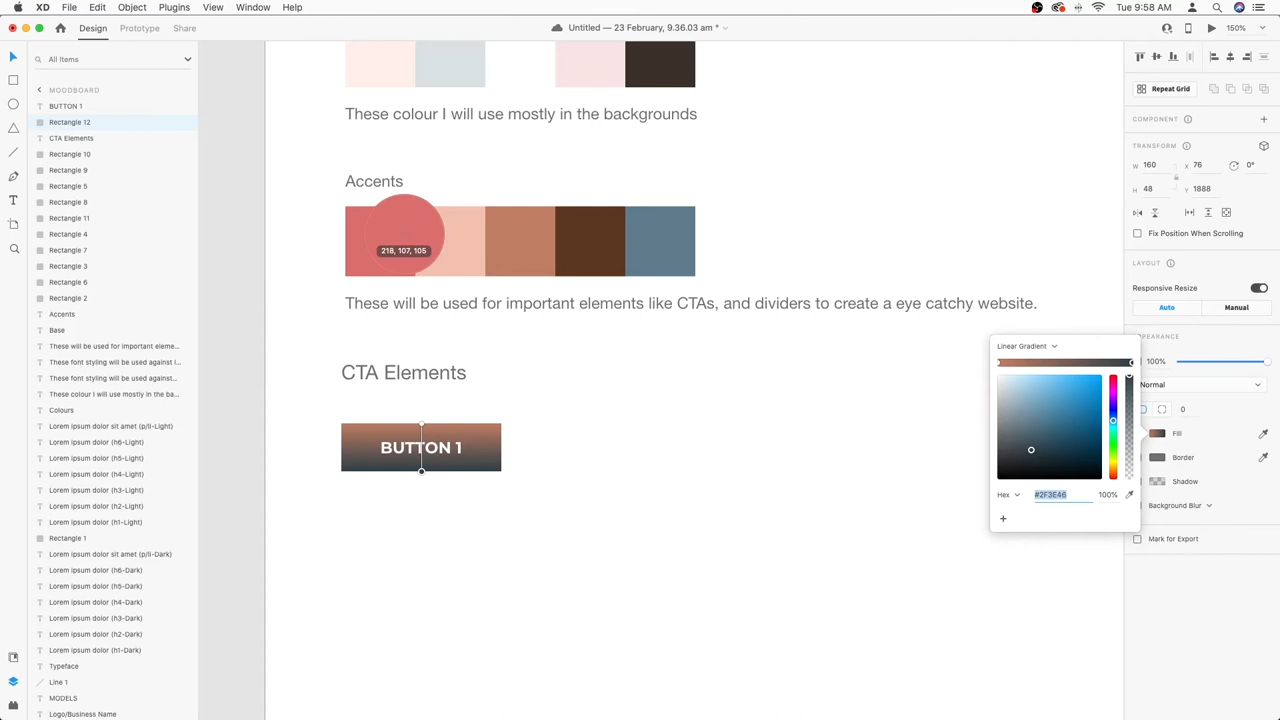 XD File Edit Object Plugins View Window Help
Tue 9:58 AM
Design Prototype Share
Untitled — 23 February, 9.36.03 am *
150%
All Items
MOODBOARD
BUTTON 1
Rectangle 12
CTA Elements
Rectangle 10
Rectangle 9
Rectangle 5
Rectangle 8
Rectangle 11
Rectangle 4
Rectangle 7
Rectangle 3
Rectangle 6
Rectangle 2
Accents
Base
These will be used for important eleme...
These font styling will be used against l...
These font styling will be used against...
These colour I will use mostly in the ba...
Colours
Lorem ipsum dolor sit amet (p/li-Light)
Lorem ipsum dolor (h6-Light)
Lorem ipsum dolor (h5-Light)
Lorem ipsum dolor (h4-Light)
Lorem ipsum dolor (h3-Light)
Lorem ipsum dolor (h2-Light)
Lorem ipsum dolor (h1-Light)
Rectangle 1
Lorem ipsum dolor sit amet (p/li-Dark)
Lorem ipsum dolor (h6-Dark)
Lorem ipsum dolor (h5-Dark)
Lorem ipsum dolor (h4-Dark)
Lorem ipsum dolor (h3-Dark)
Lorem ipsum dolor (h2-Dark)
Lorem ipsum dolor (h1-Dark)
Typeface
Line 1
MODELS
Logo/Business Name
These colour I will use mostly in the backgrounds
Accents
218, 107, 105
These will be used for important elements like CTAs, and dividers to create a eye catchy website.
CTA Elements
BUTTON 1
Linear Gradient
Hex #2F3E46 100%
+
Repeat Grid
COMPONENT
TRANSFORM
W 160 X 76 0°
H 48 Y 1888
Fix Position When Scrolling
LAYOUT
Responsive Resize
Auto Manual
APPEARANCE
100%
Normal
0
Fill
Border
Shadow
Background Blur
Mark for Export